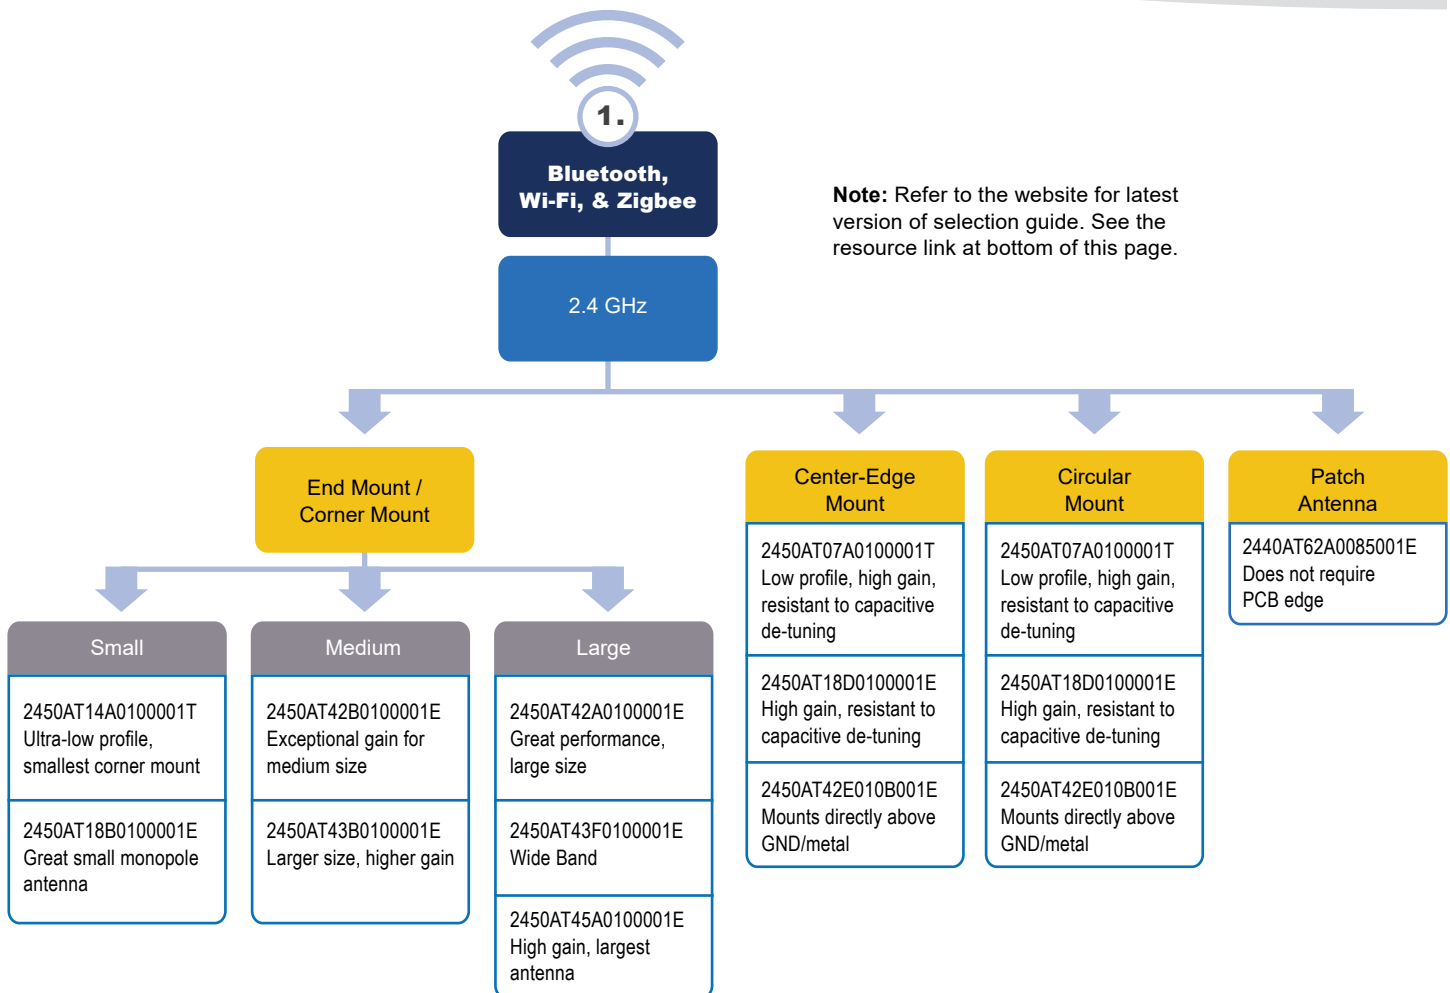 1.
Bluetooth,
Wi-Fi, & Zigbee
Note: Refer to the website for latest
version of selection guide. See the
resource link at bottom of this page.
2.4 GHz
End Mount /
Corner Mount
Small
2450AT14A0100001T
Ultra-low profile,
smallest corner mount
2450AT18B0100001E
Great small monopole
antenna
Medium
2450AT42B0100001E
Exceptional gain for
medium size
2450AT43B0100001E
Larger size, higher gain
Large
2450AT42A0100001E
Great performance,
large size
2450AT43F0100001E
Wide Band
2450AT45A0100001E
High gain, largest
antenna
Center-Edge
Mount
2450AT07A0100001T
Low profile, high gain,
resistant to capacitive
de-tuning
2450AT18D0100001E
High gain, resistant to
capacitive de-tuning
2450AT42E010B001E
Mounts directly above
GND/metal
Circular
Mount
2450AT07A0100001T
Low profile, high gain,
resistant to capacitive
de-tuning
2450AT18D0100001E
High gain, resistant to
capacitive de-tuning
2450AT42E010B001E
Mounts directly above
GND/metal
Patch
Antenna
2440AT62A0085001E
Does not require
PCB edge